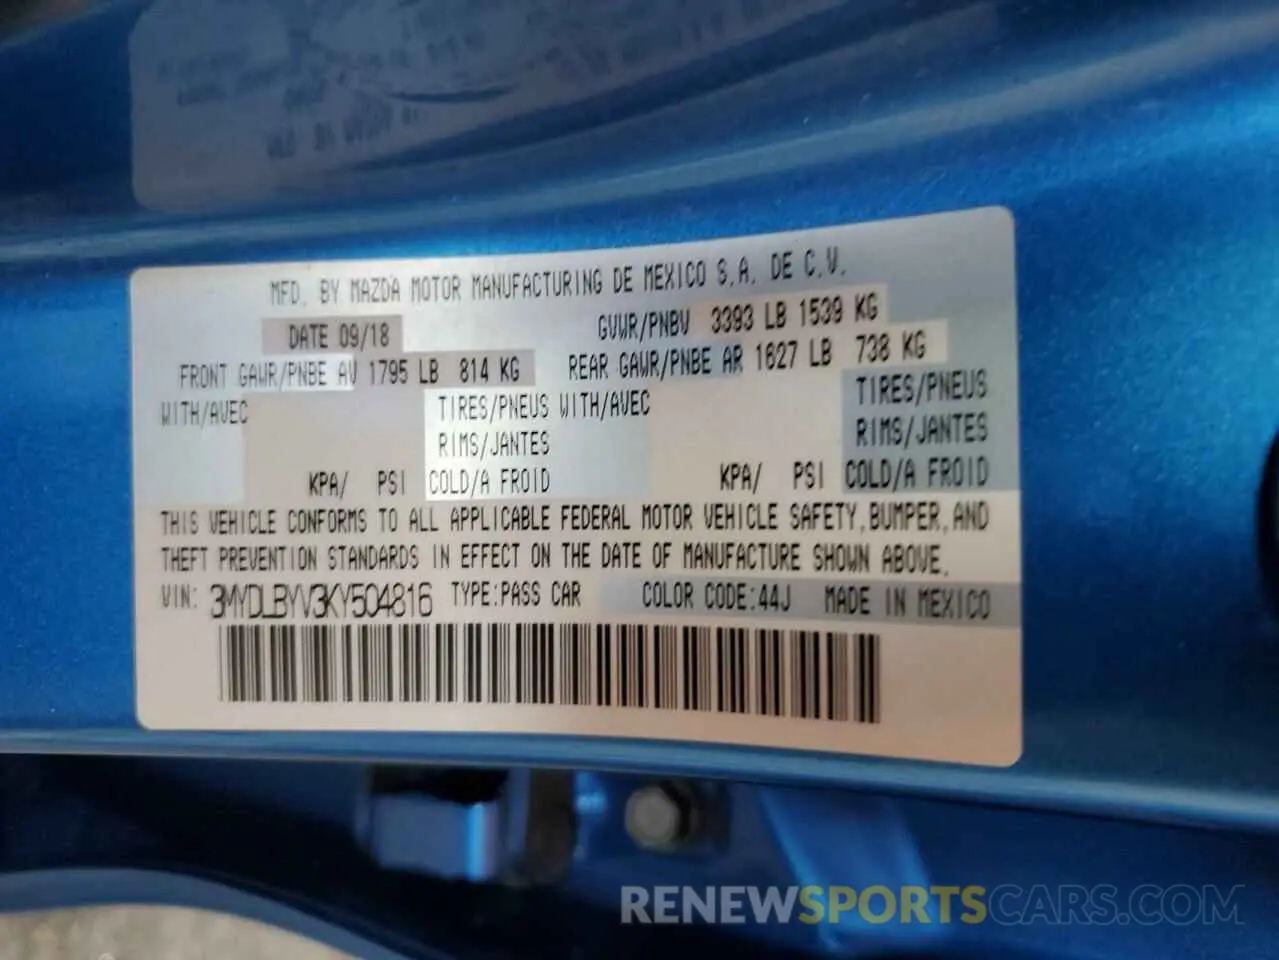 MFD. BY MAZDA MOTOR MANUFACTURING DE MEXICO S.A. DE C.V.
DATE 09/18 GVWR/PNBV 3393 LB 1539 KG
FRONT GAWR/PNBE AV 1795 LB 814 KG REAR GAWR/PNBE AR 1627 LB 738 KG
WITH/AVEC TIRES/PNEUS WITH/AVEC TIRES/PNEUS
RIMS/JANTES RIMS/JANTES
KPA/ PSI COLD/A FROID KPA/ PSI COLD/A FROID
THIS VEHICLE CONFORMS TO ALL APPLICABLE FEDERAL MOTOR VEHICLE SAFETY, BUMPER, AND
THEFT PREVENTION STANDARDS IN EFFECT ON THE DATE OF MANUFACTURE SHOWN ABOVE.
VIN: 3MYDLBYV3KY504816 TYPE:PASS CAR COLOR CODE:44J MADE IN MEXICO
RENEWSPORTSCARS.COM